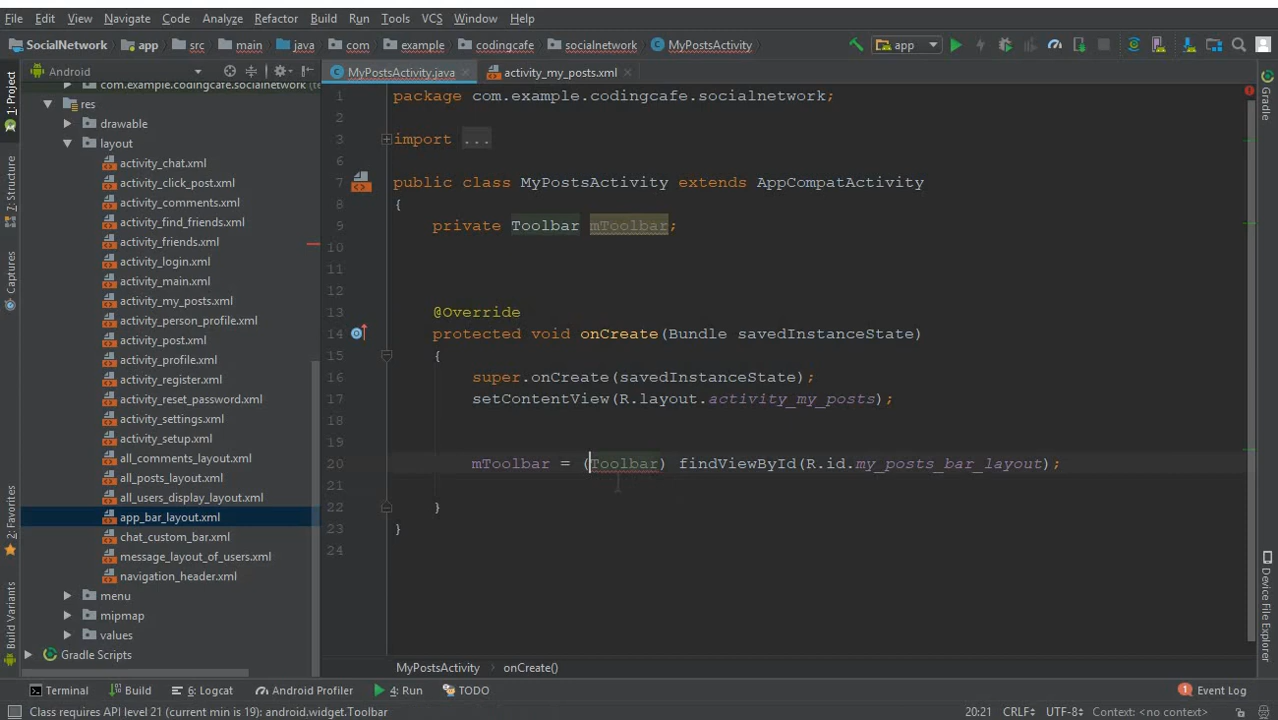 File Edit View Navigate Code Analyze Refactor Build Run Tools VCS Window Help
SocialNetwork app src main java com example codingcafe socialnetwork MyPostsActivity app
Android MyPostsActivity.java activity_my_posts.xml
1: Project
Z: Structure
Captures
2: Favorites
Build Variants
com.example.codingcafe.socialnetwork
res
drawable
layout
activity_chat.xml
activity_click_post.xml
activity_comments.xml
activity_find_friends.xml
activity_friends.xml
activity_login.xml
activity_main.xml
activity_my_posts.xml
activity_person_profile.xml
activity_post.xml
activity_profile.xml
activity_register.xml
activity_reset_password.xml
activity_settings.xml
activity_setup.xml
all_comments_layout.xml
all_posts_layout.xml
all_users_display_layout.xml
app_bar_layout.xml
chat_custom_bar.xml
message_layout_of_users.xml
navigation_header.xml
menu
mipmap
values
Gradle Scripts
1 package com.example.codingcafe.socialnetwork;
2
3 import ...
6
7 public class MyPostsActivity extends AppCompatActivity
8 {
9 private Toolbar mToolbar;
10
11
12
13 @Override
14 protected void onCreate(Bundle savedInstanceState)
15 {
16 super.onCreate(savedInstanceState);
17 setContentView(R.layout.activity_my_posts);
18
19
20 mToolbar = (Toolbar) findViewById(R.id.my_posts_bar_layout);
21
22 }
23 }
24
Gradle
Device File Explorer
MyPostsActivity onCreate()
Terminal Build 6: Logcat Android Profiler 4: Run TODO Event Log
Class requires API level 21 (current min is 19): android.widget.Toolbar 20:21 CRLF UTF-8 Context: <no context>